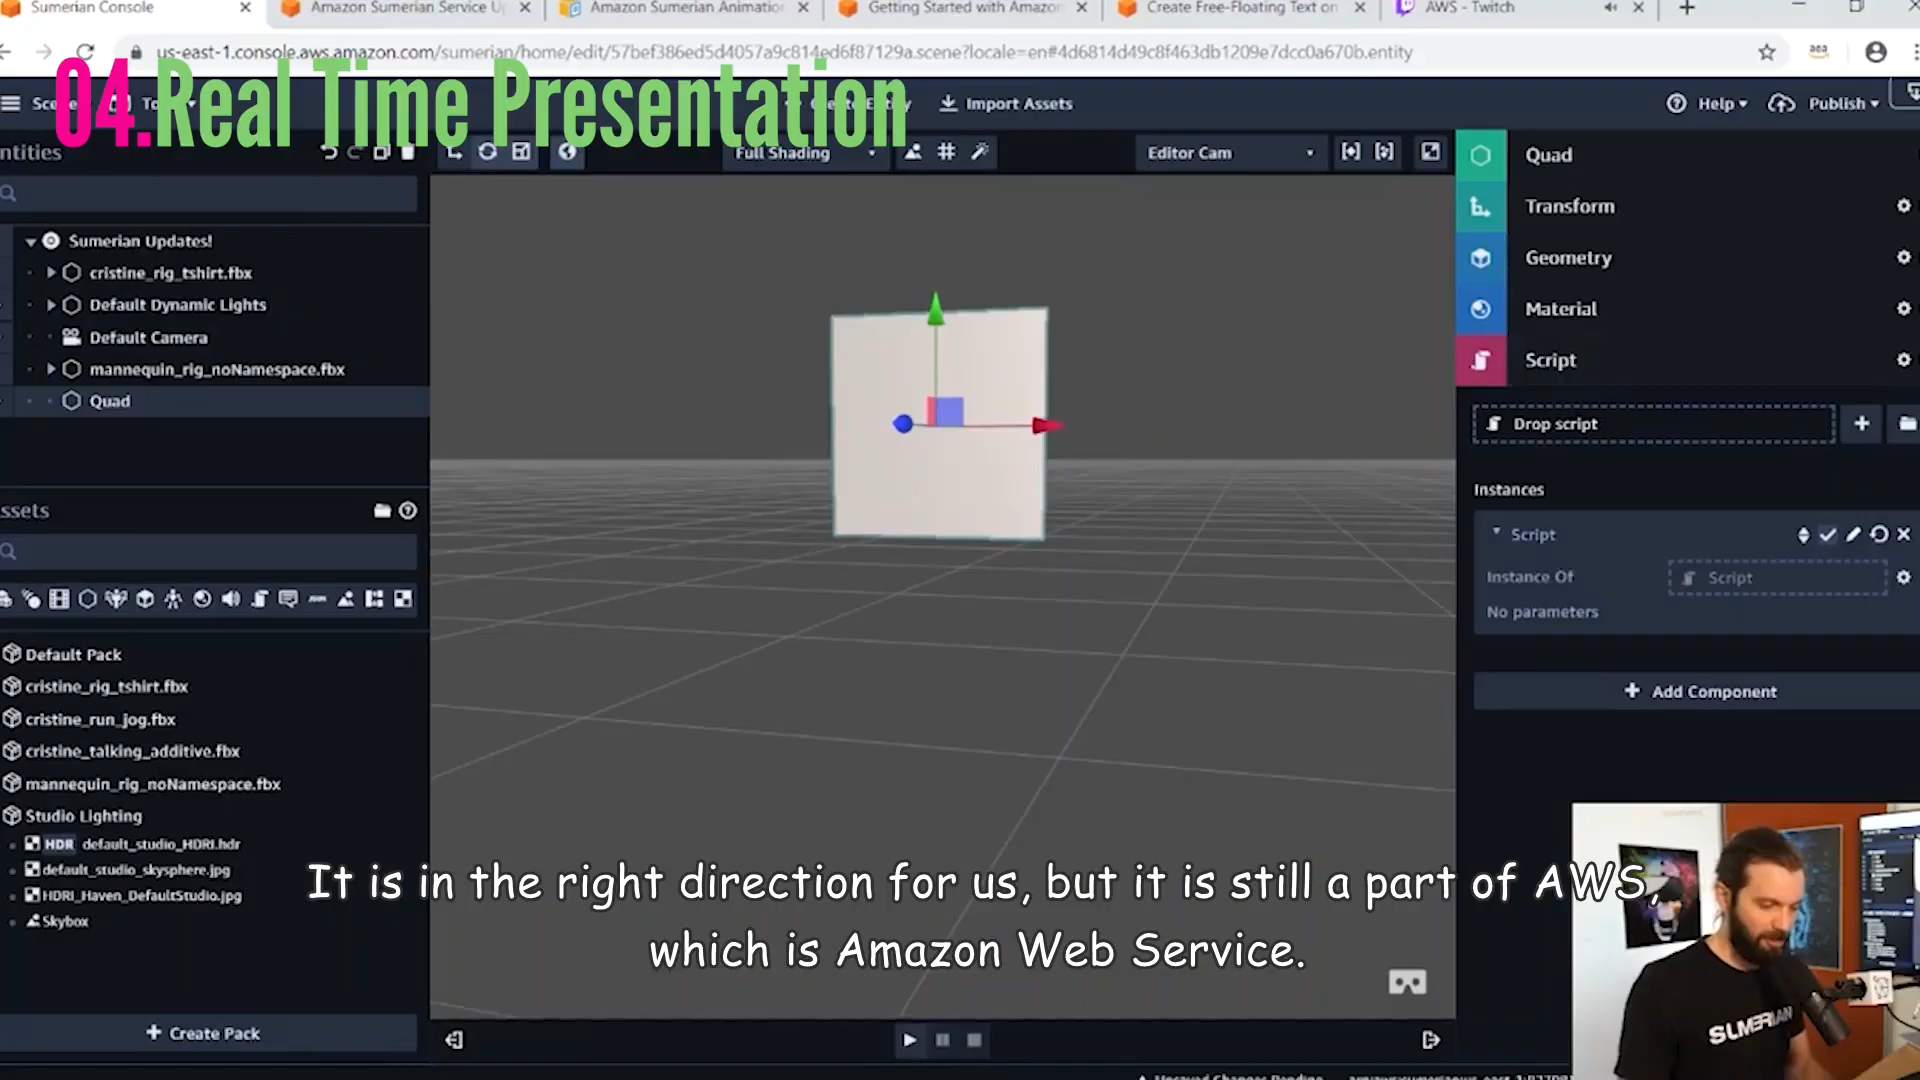 Sumerian Console
Amazon Sumerian Service Up
Amazon Sumerian Animation
Getting Started with Amazon
Create Free-Floating Text on
AWS - Twitch
us-east-1.console.aws.amazon.com/sumerian/home/edit/57bef386ed5d4057a9c814ed6f87129a.scene?locale=en#4d6814d49c8f463db1209e7dcc0a670b.entity
04.Real Time Presentation
Import Assets
Help
Publish
ntities
Full Shading
Editor Cam
Sumerian Updates!
cristine_rig_tshirt.fbx
Default Dynamic Lights
Default Camera
mannequin_rig_noNamespace.fbx
Quad
ssets
Default Pack
cristine_rig_tshirt.fbx
cristine_run_jog.fbx
cristine_talking_additive.fbx
mannequin_rig_noNamespace.fbx
Studio Lighting
HDR default_studio_HDRI.hdr
default_studio_skysphere.jpg
HDRI_Haven_DefaultStudio.jpg
Skybox
+ Create Pack
Quad
Transform
Geometry
Material
Script
Drop script
Instances
Script
Instance Of
Script
No parameters
+ Add Component
It is in the right direction for us, but it is still a part of AWS,
which is Amazon Web Service.
SUMERIAN